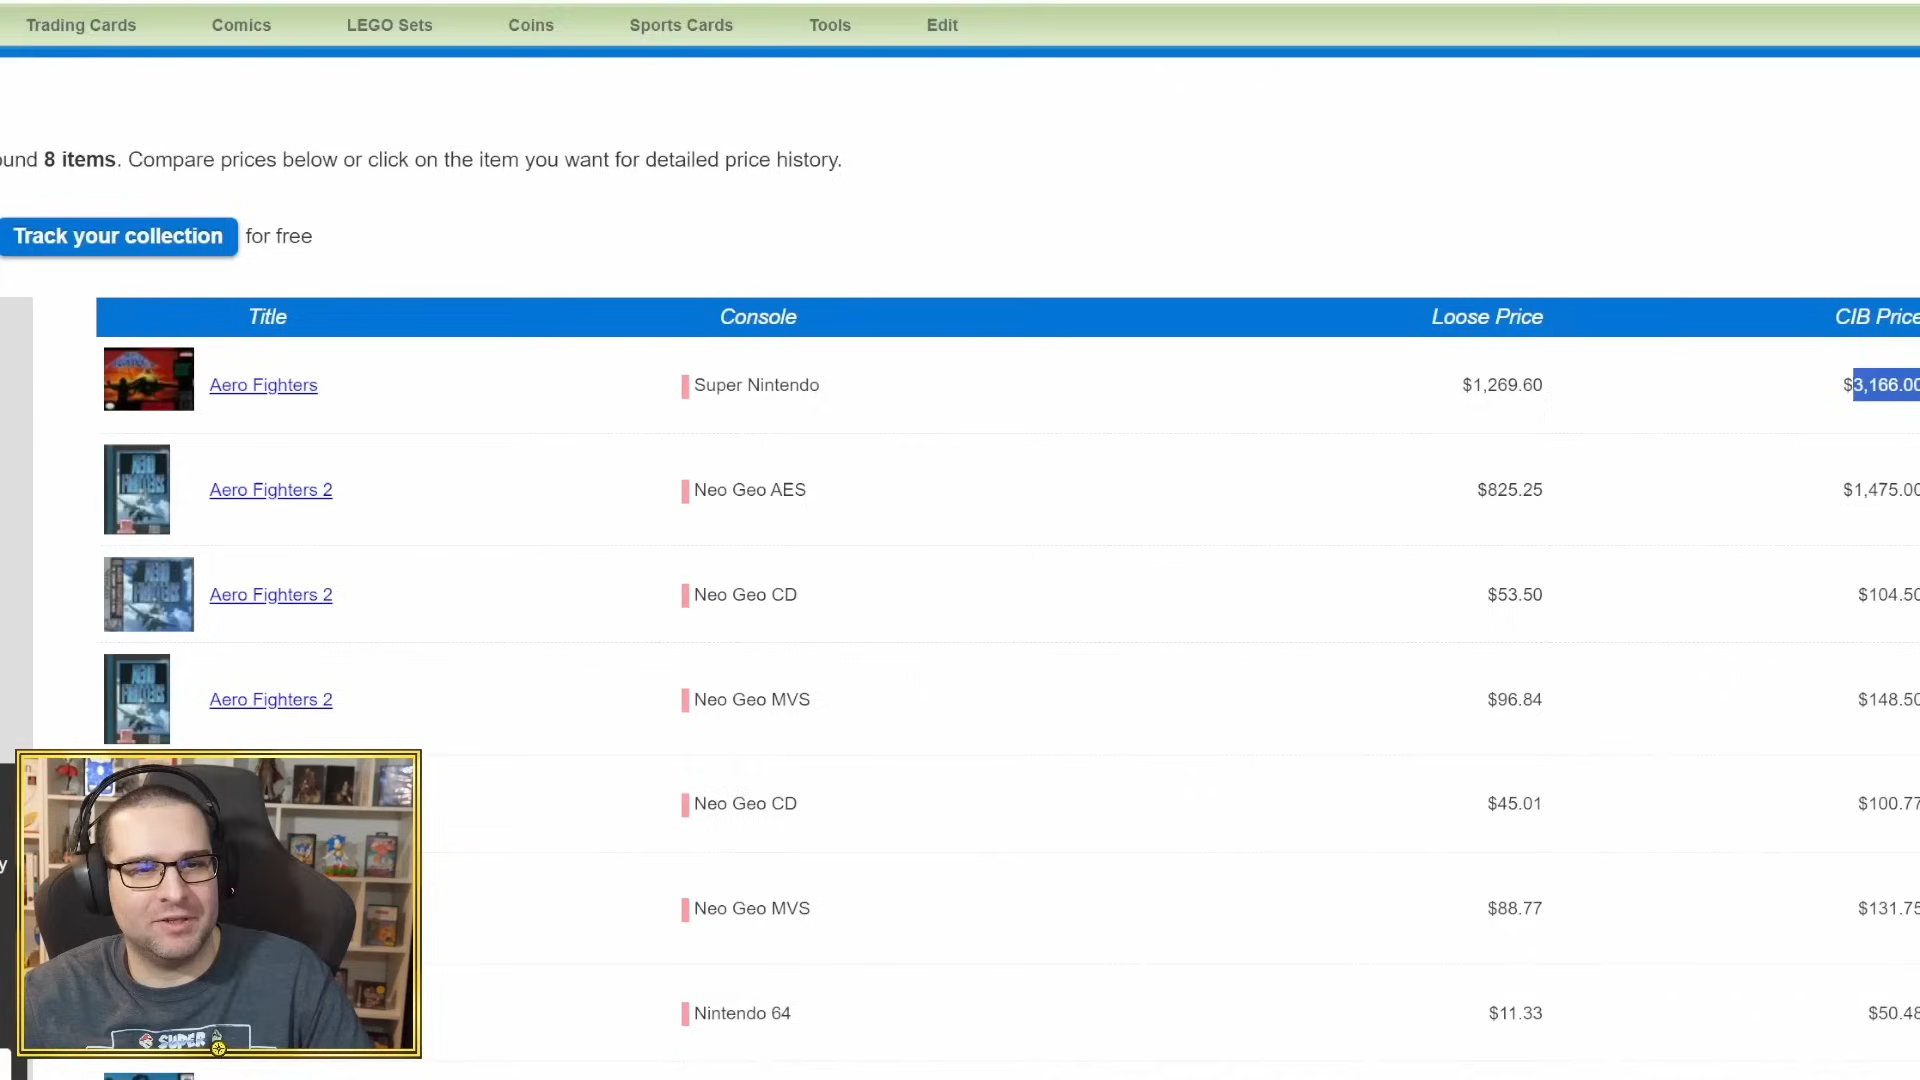 Trading Cards Comics LEGO Sets Coins Sports Cards Tools Edit
ound 8 items. Compare prices below or click on the item you want for detailed price history.
Track your collection for free
Title Console Loose Price CIB Price
Aero Fighters Super Nintendo $1,269.60 $3,166.00
Aero Fighters 2 Neo Geo AES $825.25 $1,475.00
Aero Fighters 2 Neo Geo CD $53.50 $104.50
Aero Fighters 2 Neo Geo MVS $96.84 $148.50
Neo Geo CD $45.01 $100.77
y
Neo Geo MVS $88.77 $131.75
Nintendo 64 $11.33 $50.48
SUPER